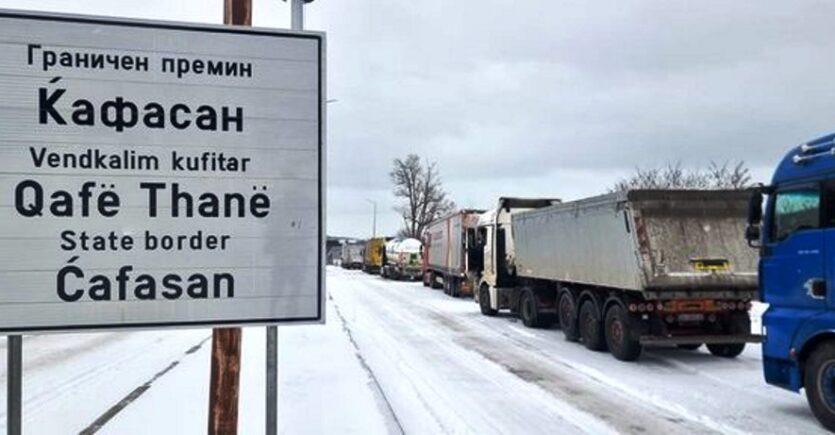 Граничен премин
Ќафасан
Vendkalim kufitar
Qafë Thanë
State border
Ćafasan